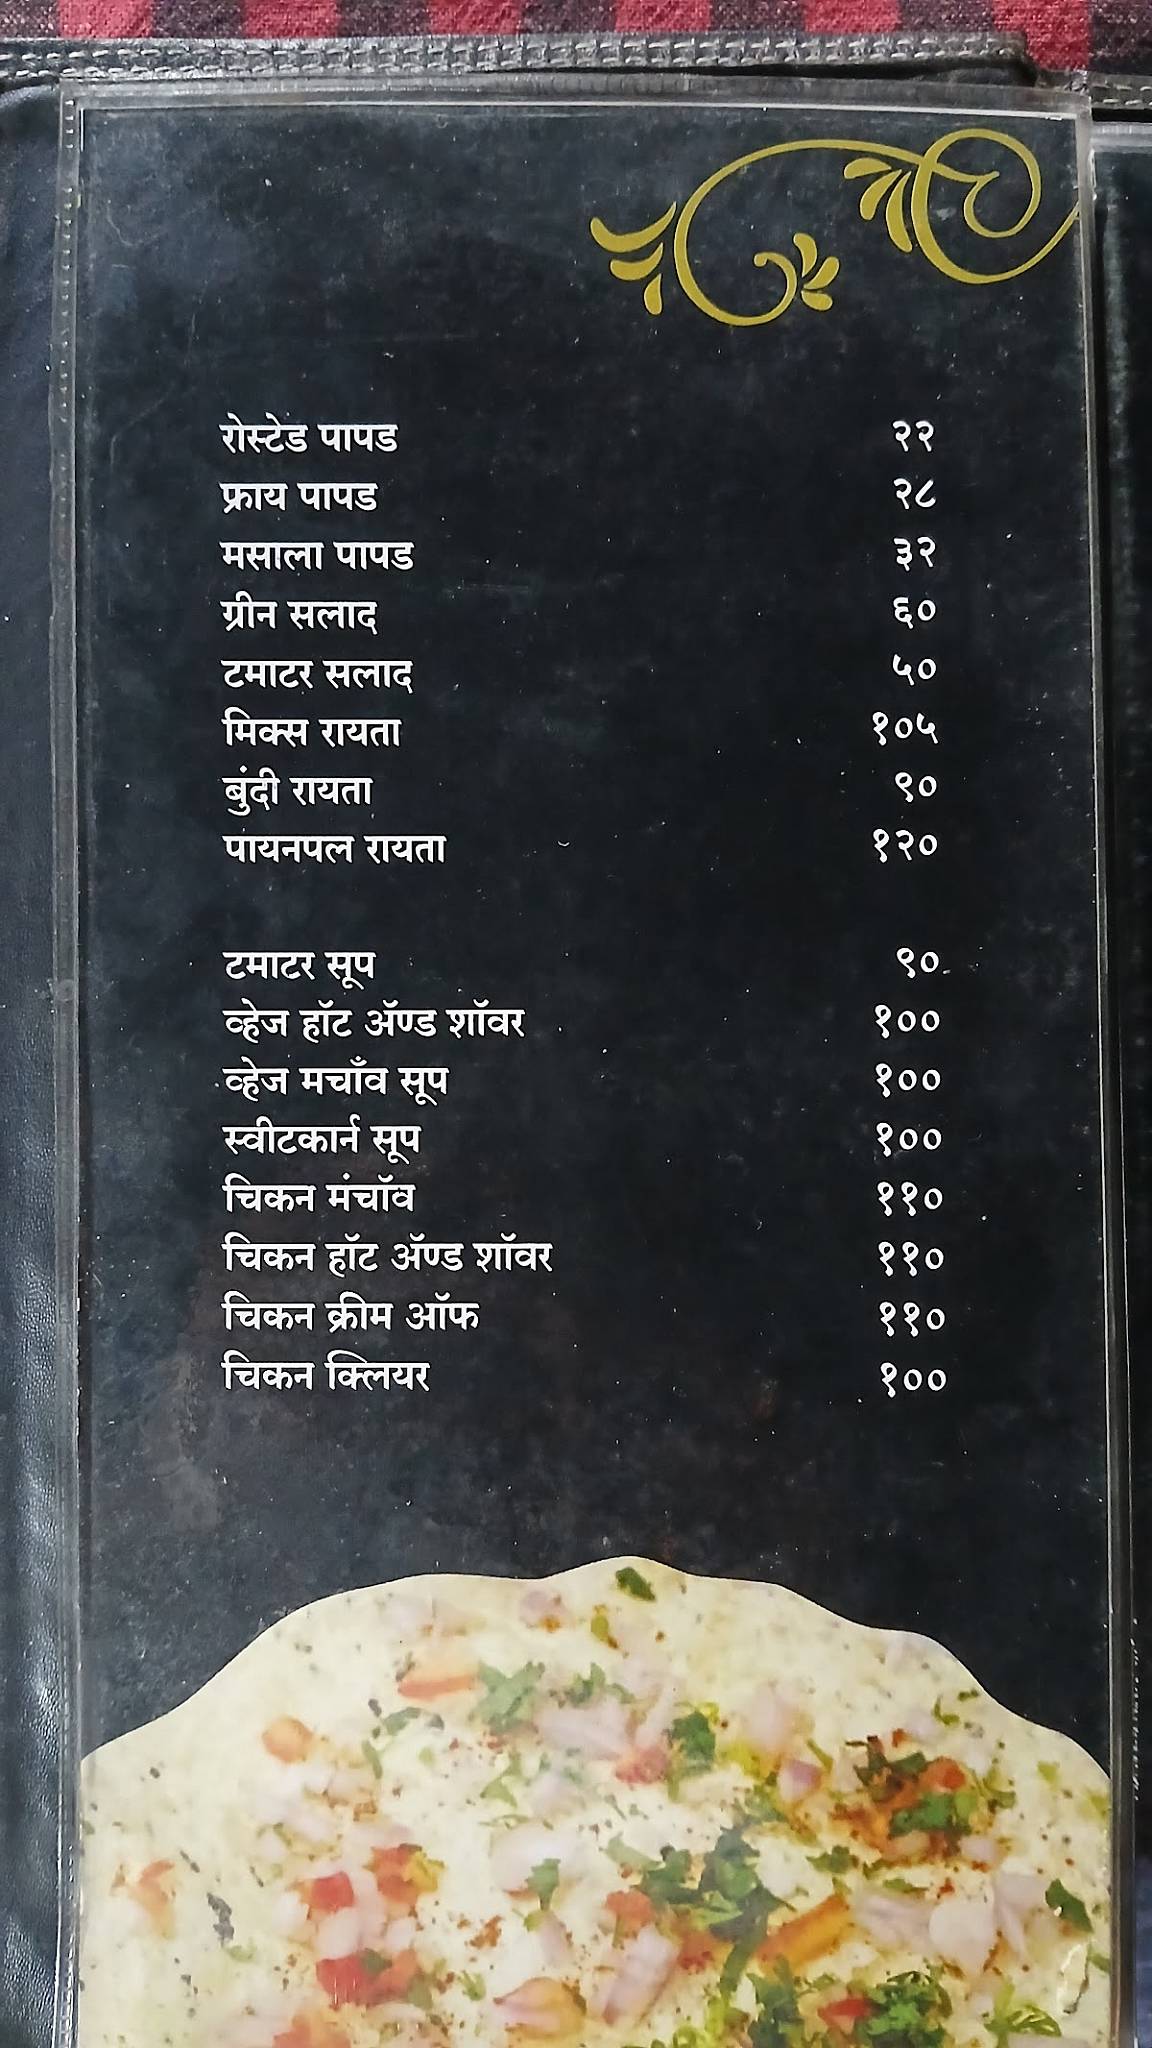 रोस्टेड पापड २२
फ्राय पापड २८
मसाला पापड ३२
ग्रीन सलाद ६०
टमाटर सलाद ५०
मिक्स रायता १०५
बुंदी रायता ९०
पायनपल रायता १२०
टमाटर सूप ९०
व्हेज हॉट ॲण्ड शॉवर १००
व्हेज मचाँव सूप १००
स्वीटकार्न सूप १००
चिकन मंचॉव ११०
चिकन हॉट ॲण्ड शॉवर ११०
चिकन क्रीम ऑफ ११०
चिकन क्लियर १००